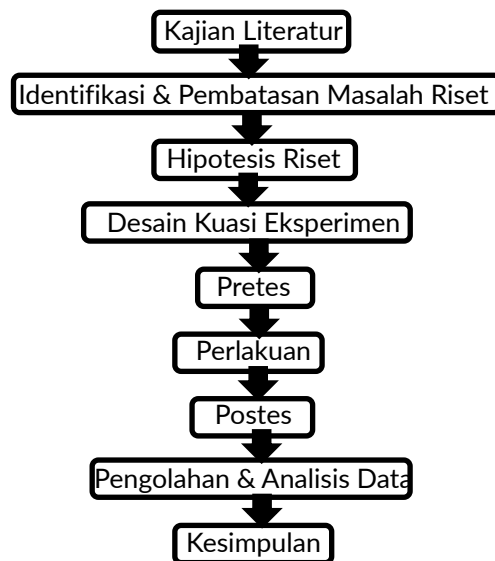 Kajian Literatur
Identifikasi & Pembatasan Masalah Riset
Hipotesis Riset
Desain Kuasi Eksperimen
Pretes
Perlakuan
Postes
Pengolahan & Analisis Data
Kesimpulan